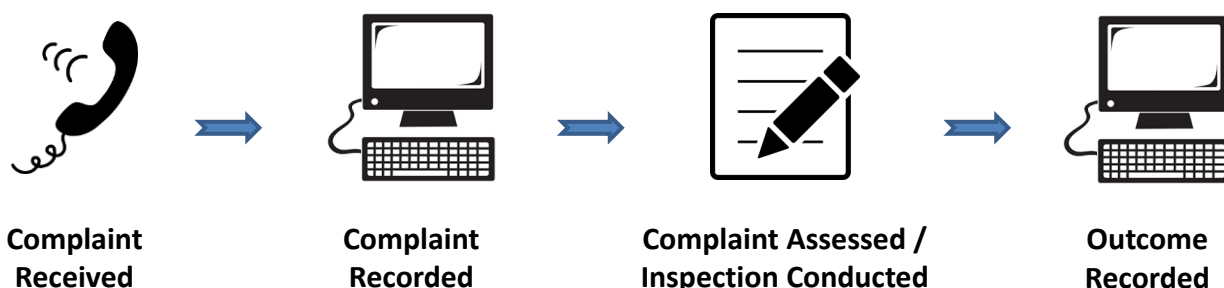 Complaint
Received
Complaint
Recorded
Complaint Assessed /
Inspection Conducted
Outcome
Recorded